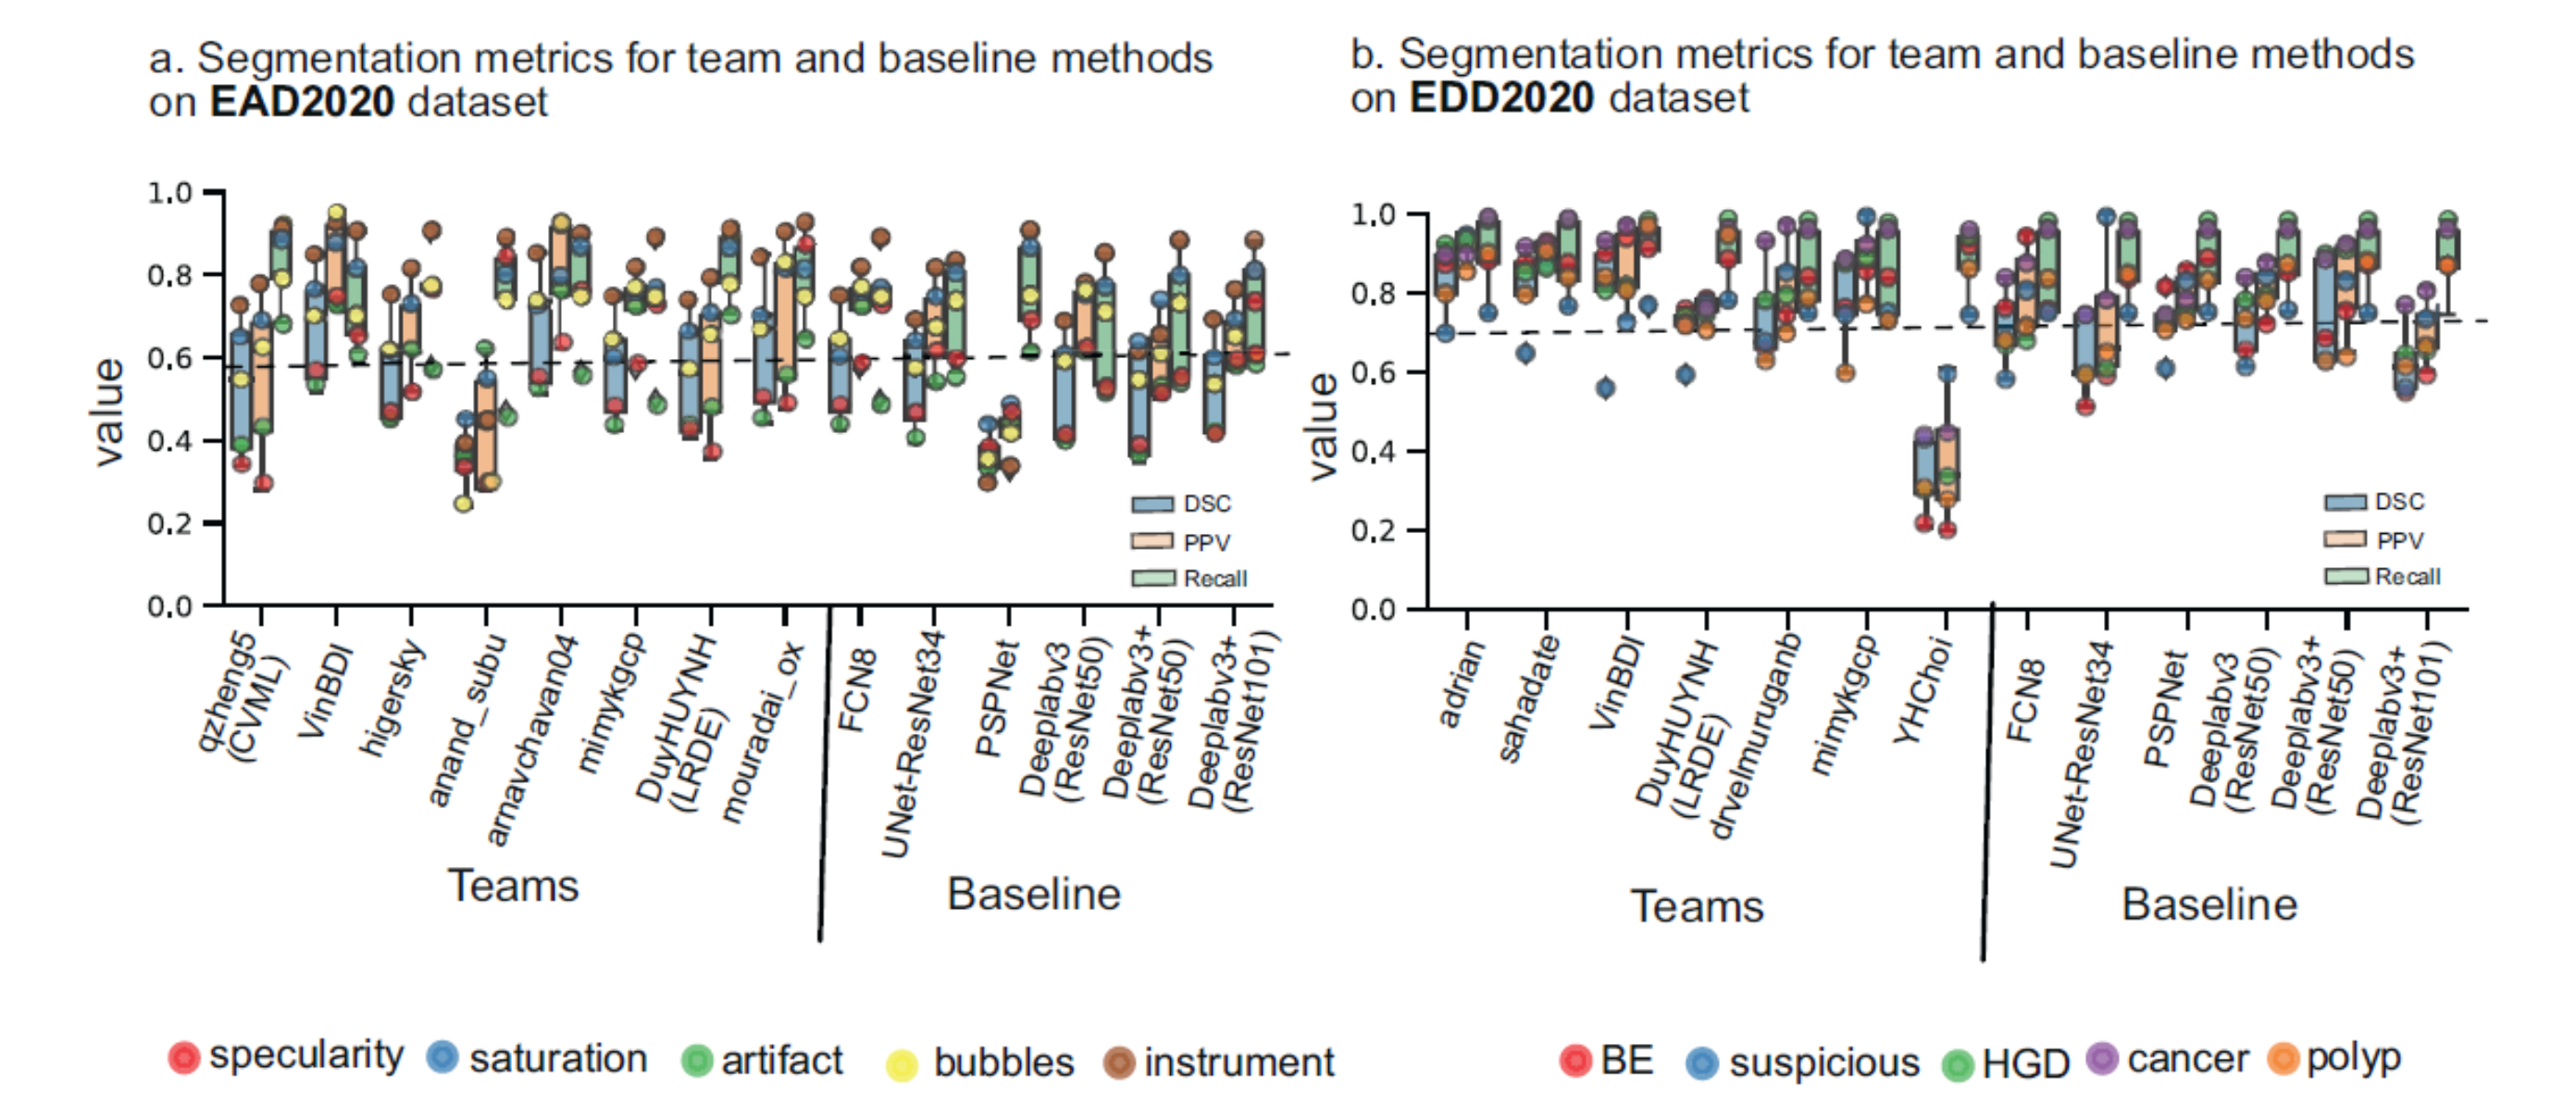 a. Segmentation metrics for team and baseline methods
on EAD2020 dataset
value
1.0
0.8
0.6
0.4
0.2
0.0
DSC
PPV
Recall
qzheng5
(CVML)
VinBDI
higersky
anand_subu
arnavchavan04
mimykgcp
DuyHUYNH
(LRDE)
mouradai_ox
FCN8
UNet-ResNet34
PSPNet
Deeplabv3
(ResNet50)
Deeplabv3+
(ResNet50)
Deeplabv3+
(ResNet101)
Teams
Baseline
specularity
saturation
artifact
bubbles
instrument
b. Segmentation metrics for team and baseline methods
on EDD2020 dataset
value
1.0
0.8
0.6
0.4
0.2
0.0
DSC
PPV
Recall
adrian
sahadate
VinBDI
DuyHUYNH
(LRDE)
drvelmuruganb
mimykgcp
YHChoi
FCN8
UNet-ResNet34
PSPNet
Deeplabv3
(ResNet50)
Deeplabv3+
(ResNet50)
Deeplabv3+
(ResNet101)
Teams
Baseline
BE
suspicious
HGD
cancer
polyp